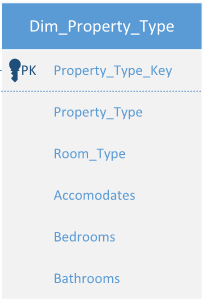 Dim_Property_Type
PK Property_Type_Key
Property_Type
Room_Type
Accomodates
Bedrooms
Bathrooms